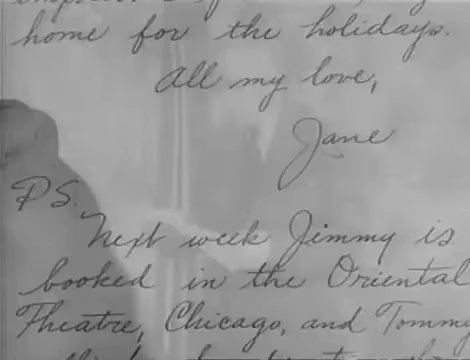 home for the holidays.
All my love,
Jane
P.S.
Next week Jimmy is
booked in the Oriental
Theatre, Chicago, and Tommy